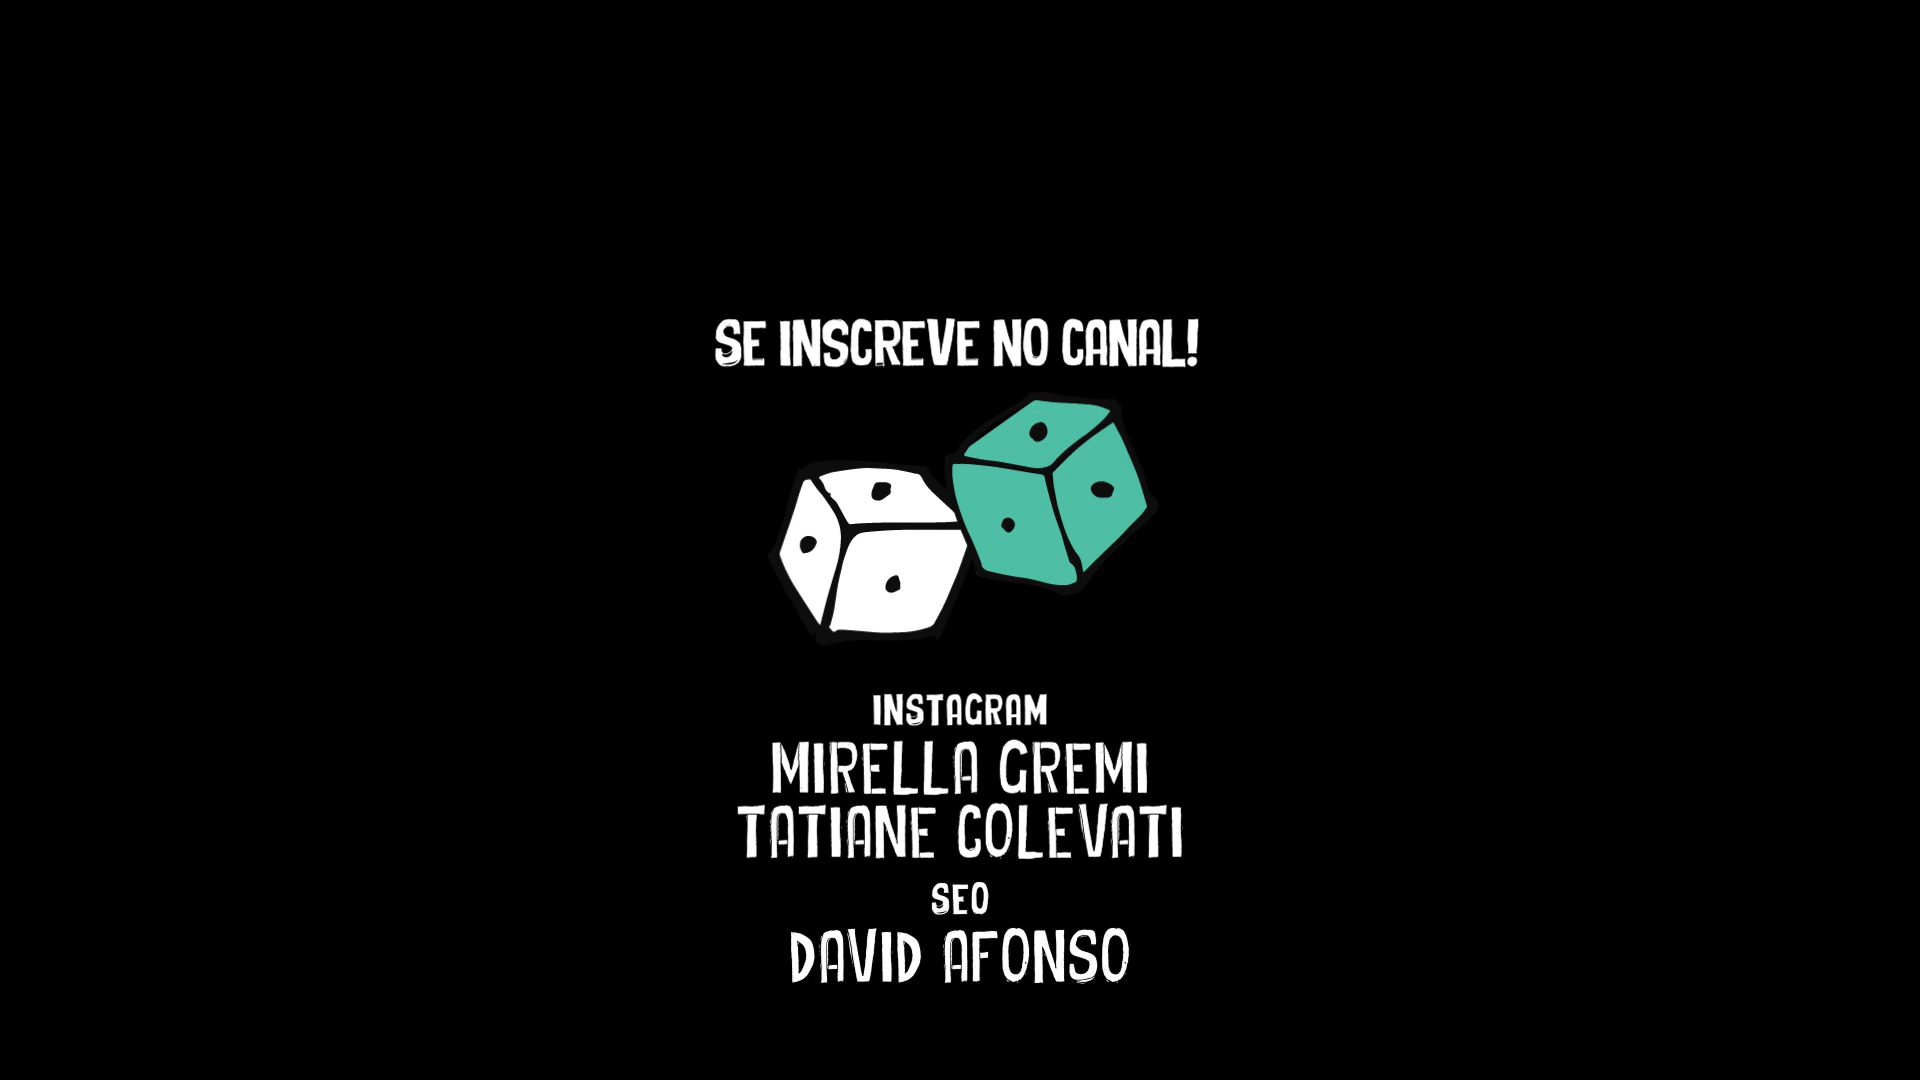 SE INSCREVE NO CANAL!
INSTAGRAM
MIRELLA GREMI
TATIANE COLEVATI
SEO
DAVID AFONSO